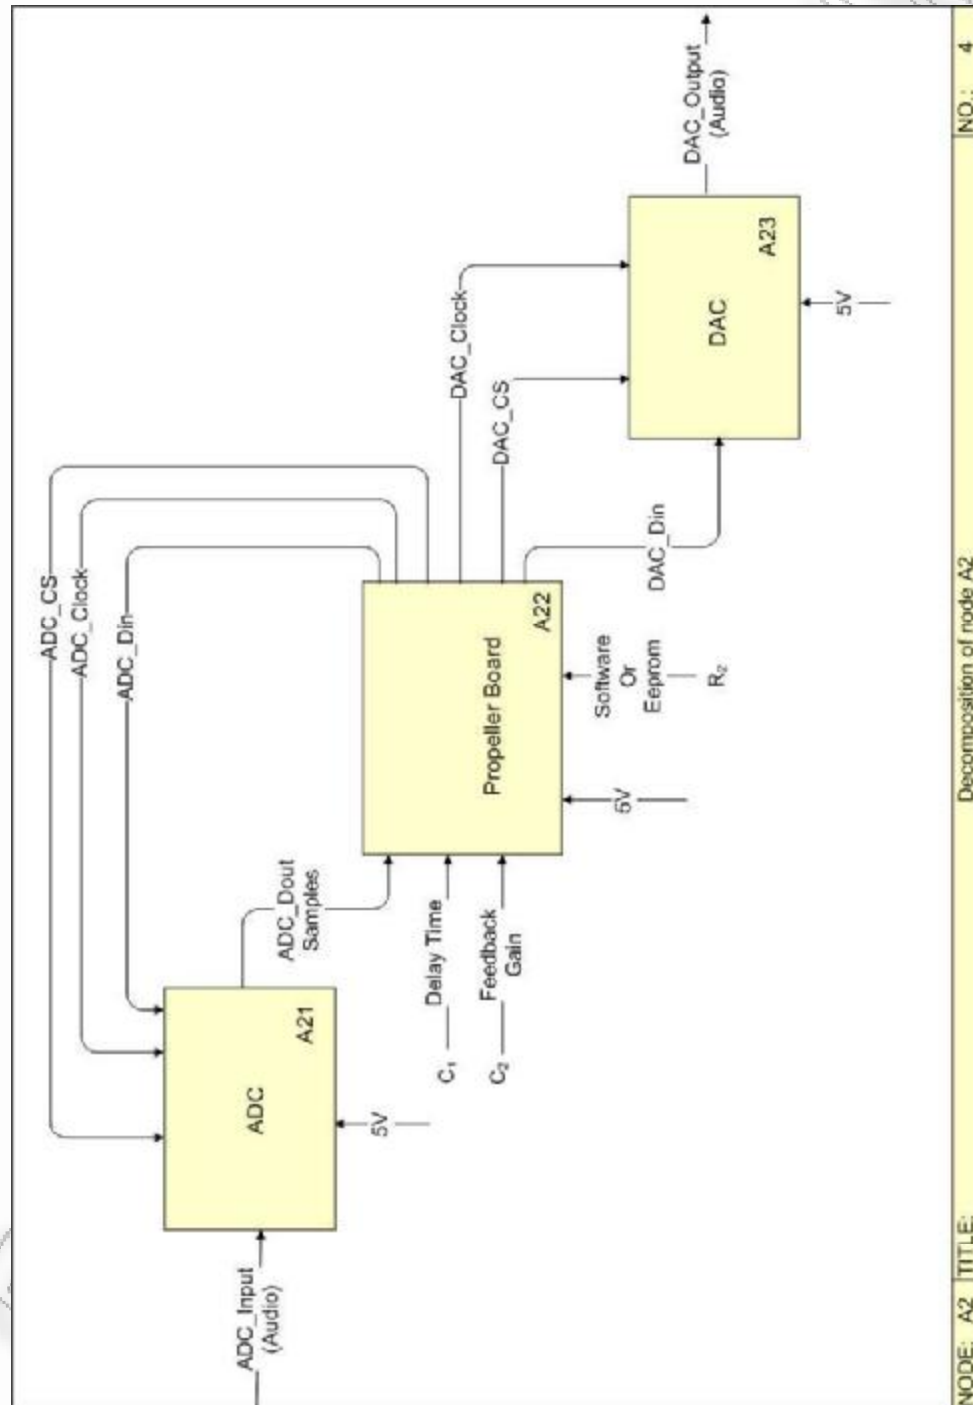 ADC_CS
ADC_Clock
ADC_Din
ADC_Input
(Audio)
ADC
A21
5V
ADC_Dout
Samples
C₁
Delay Time
C₂
Feedback
Gain
Propeller Board
A22
5V
Software
Or
Eeprom
R₂
DAC_Clock
DAC_CS
DAC_Din
DAC
A23
5V
DAC_Output
(Audio)
NODE: A2
TITLE:
Decomposition of node A2
NO.: 4